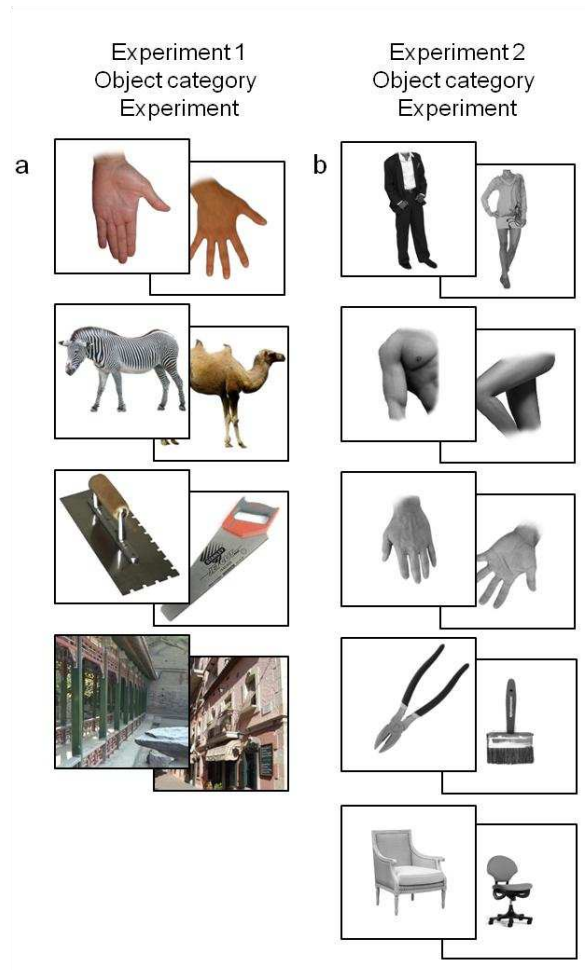 Experiment 1
Object category
Experiment
Experiment 2
Object category
Experiment
a
b